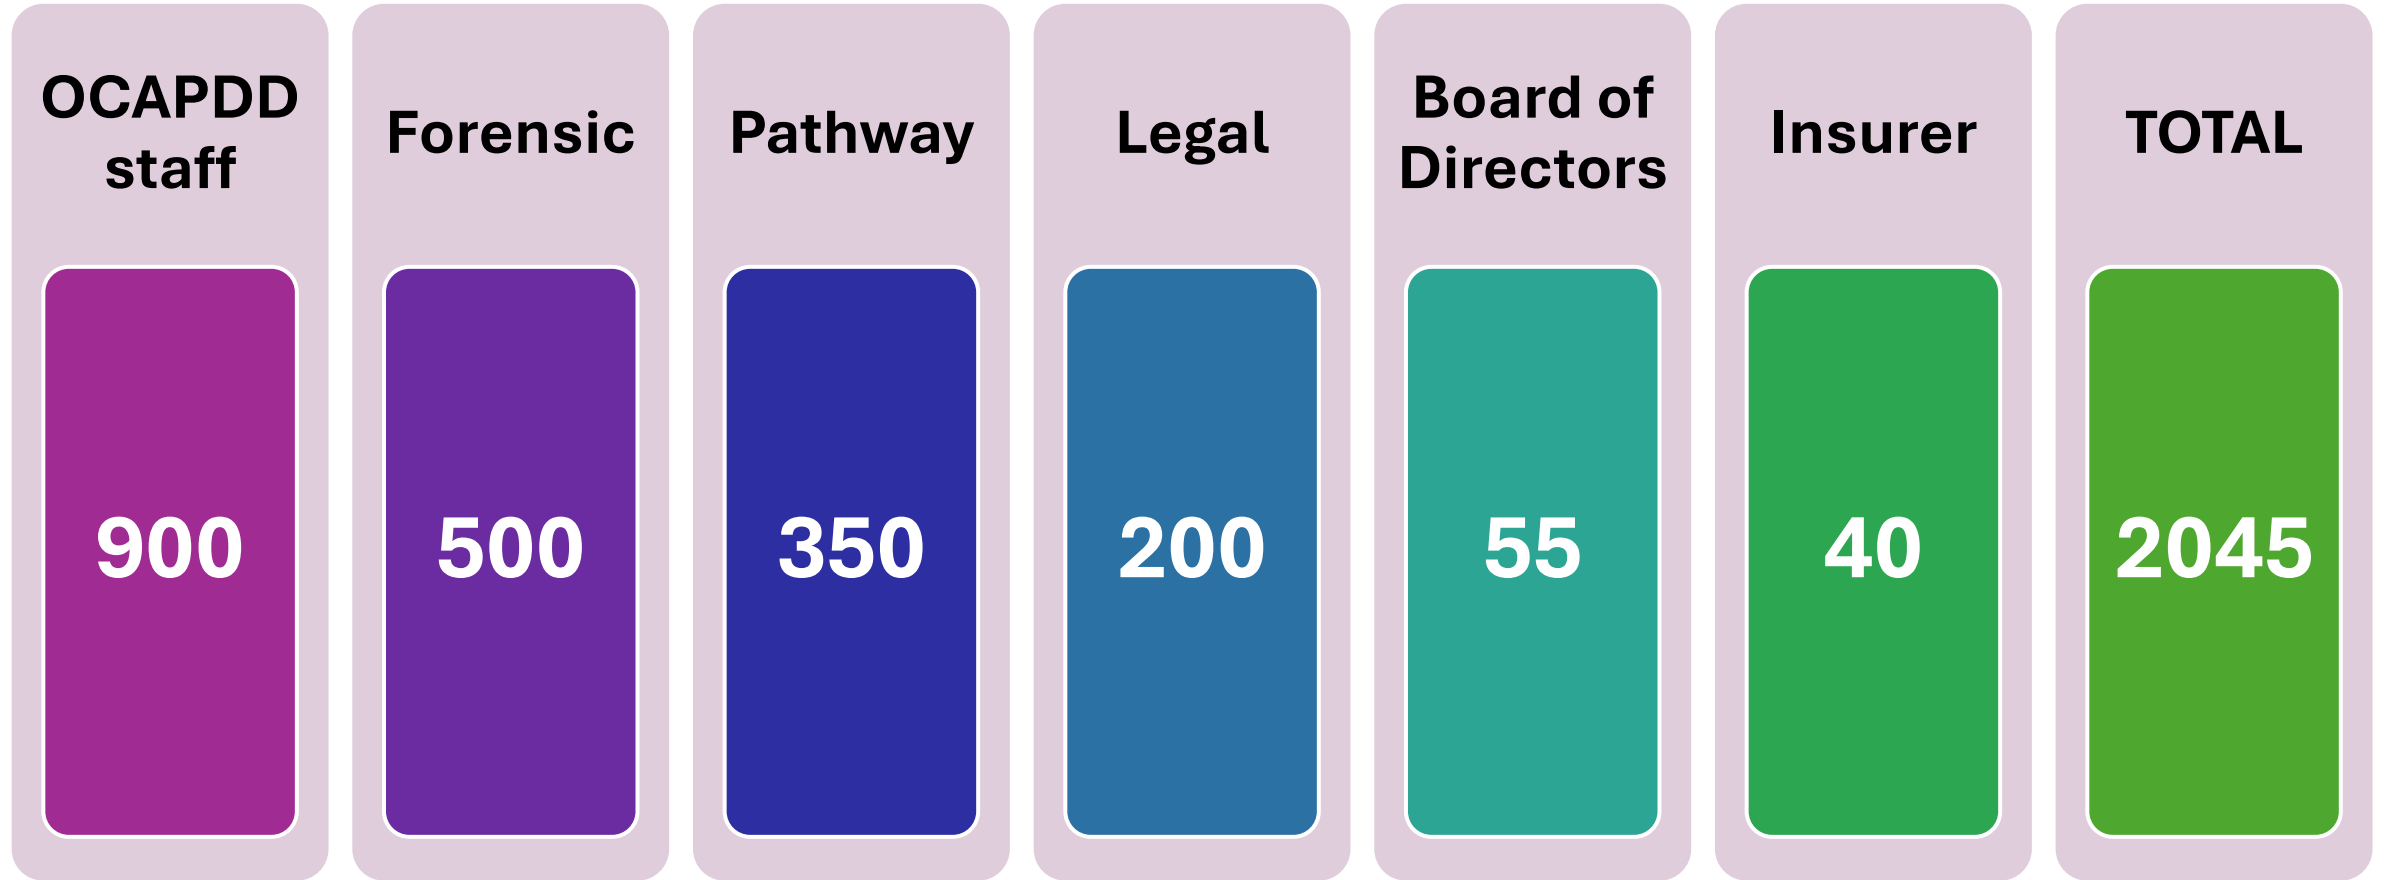 OCAPDD
staff
900
Forensic
500
Pathway
350
Legal
200
Board of
Directors
55
Insurer
40
TOTAL
2045